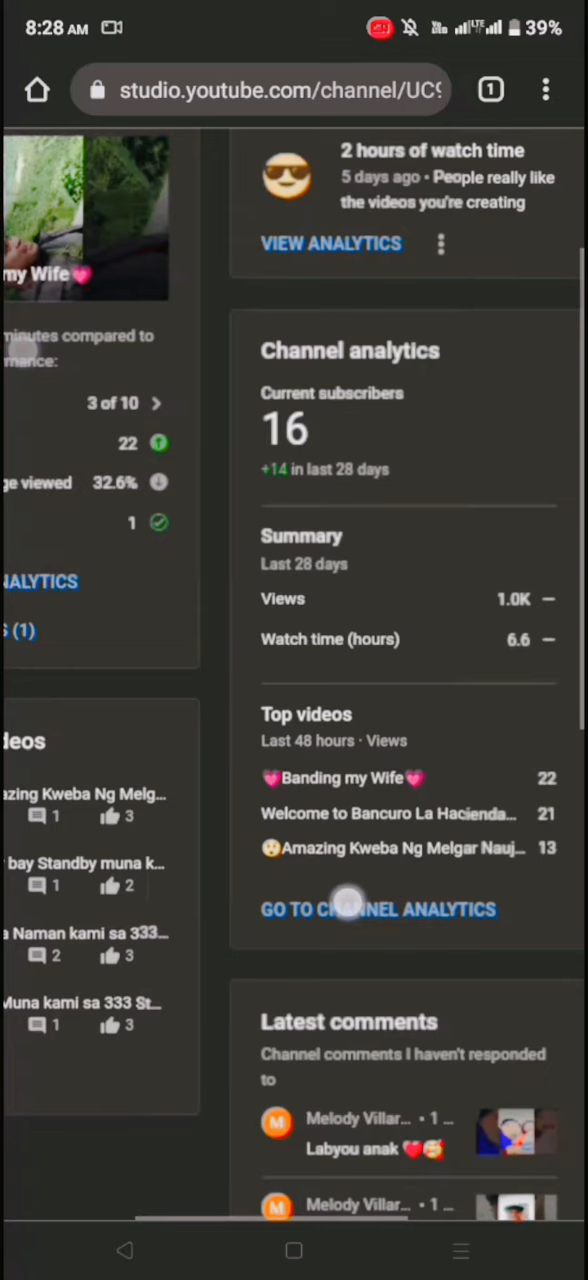 8:28 AM
39%
studio.youtube.com/channel/UC9
1
my Wife💗
minutes compared to
3 of 10
22
ge viewed 32.6%
1
NALYTICS
S (1)
deos
azing Kweba Ng Melg...
1 3
bay Standby muna k...
1 2
a Naman kami sa 333...
2 3
Muna kami sa 333 St...
1 3
2 hours of watch time
5 days ago • People really like
the videos you're creating
VIEW ANALYTICS
Channel analytics
Current subscribers
16
+14 in last 28 days
Summary
Last 28 days
Views 1.0K —
Watch time (hours) 6.6 —
Top videos
Last 48 hours · Views
💗Banding my Wife💗 22
Welcome to Bancuro La Hacienda... 21
😯Amazing Kweba Ng Melgar Nauj... 13
GO TO CHANNEL ANALYTICS
Latest comments
Channel comments I haven't responded
to
M Melody Villar... • 1 ...
Labyou anak ❤️🥰
M Melody Villar... • 1 ...